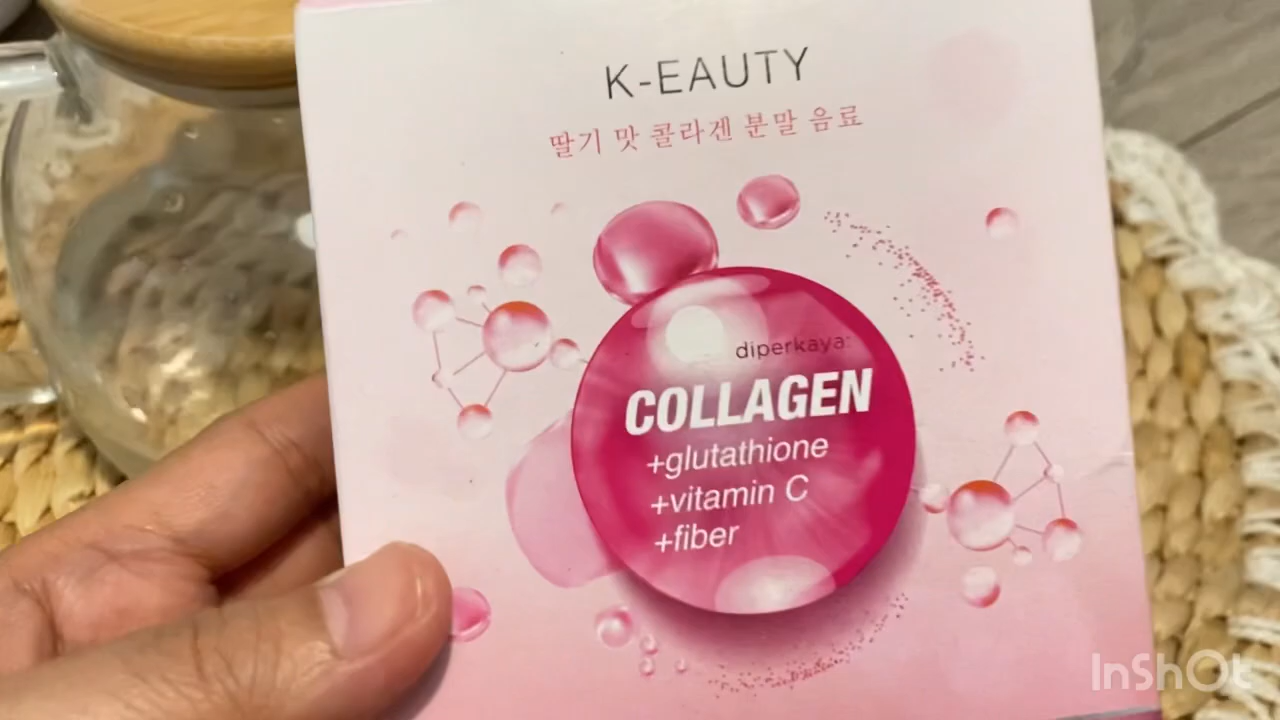 K-EAUTY
딸기 맛 콜라겐 분말 음료
diperkaya:
COLLAGEN
+glutathione
+vitamin C
+fiber
InShOt